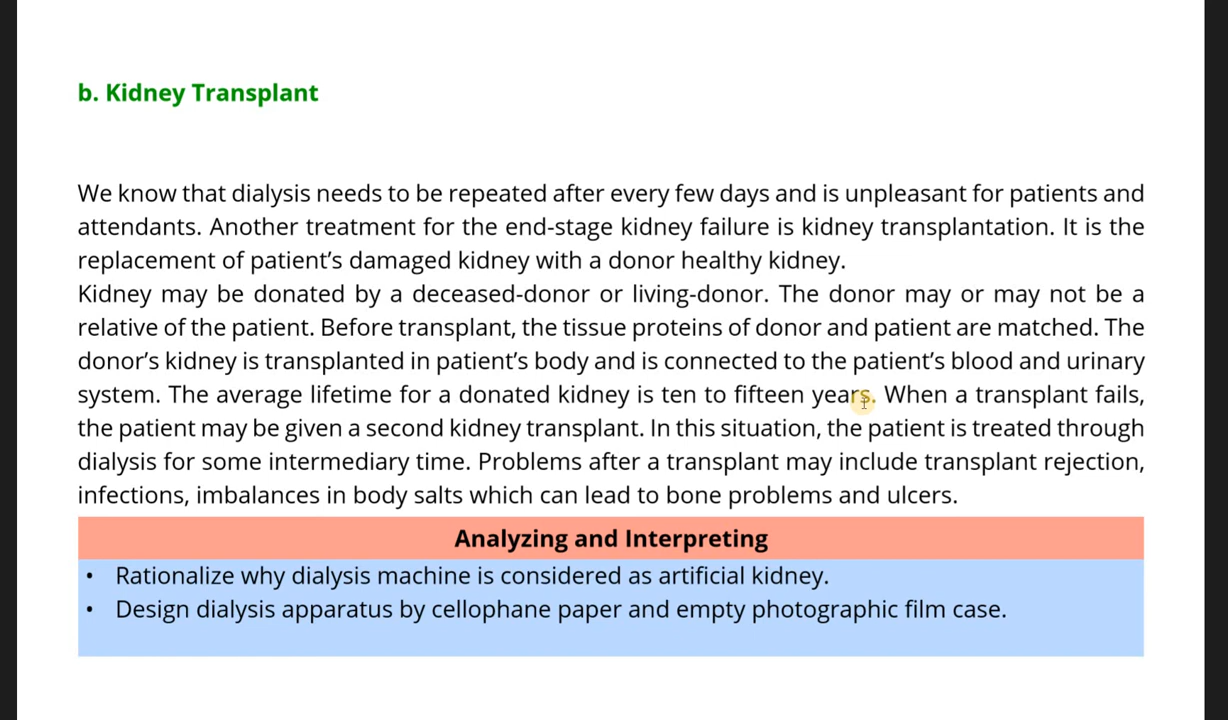 b. Kidney Transplant
We know that dialysis needs to be repeated after every few days and is unpleasant for patients and
attendants. Another treatment for the end-stage kidney failure is kidney transplantation. It is the
replacement of patient’s damaged kidney with a donor healthy kidney.
Kidney may be donated by a deceased-donor or living-donor. The donor may or may not be a
relative of the patient. Before transplant, the tissue proteins of donor and patient are matched. The
donor’s kidney is transplanted in patient’s body and is connected to the patient’s blood and urinary
system. The average lifetime for a donated kidney is ten to fifteen years. When a transplant fails,
the patient may be given a second kidney transplant. In this situation, the patient is treated through
dialysis for some intermediary time. Problems after a transplant may include transplant rejection,
infections, imbalances in body salts which can lead to bone problems and ulcers.
Analyzing and Interpreting
• Rationalize why dialysis machine is considered as artificial kidney.
• Design dialysis apparatus by cellophane paper and empty photographic film case.